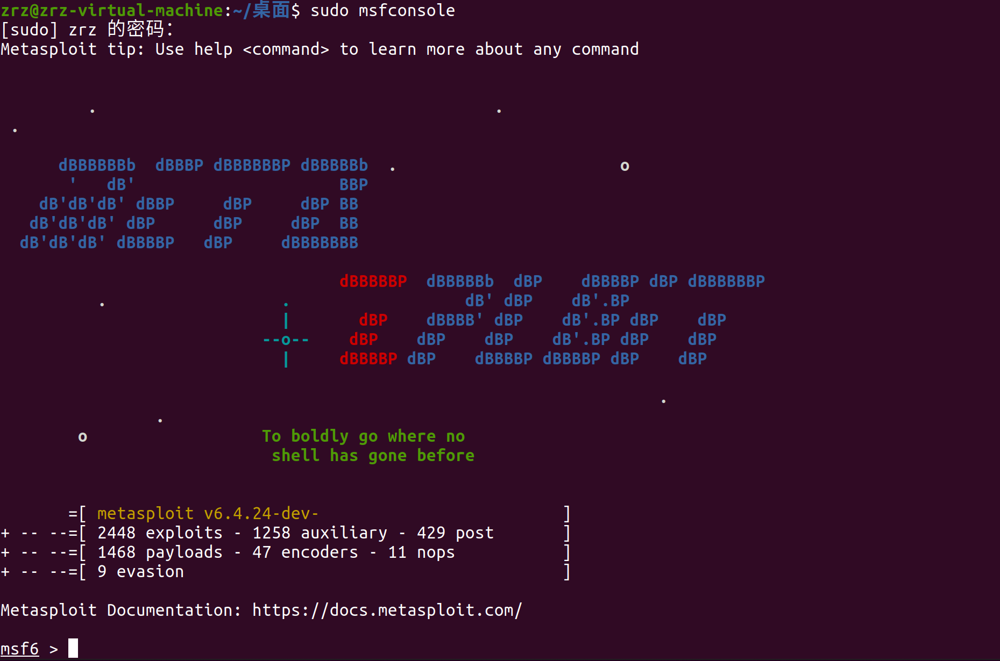 zrz@zrz-virtual-machine:~/桌面$ sudo msfconsole
[sudo] zrz 的密码：
Metasploit tip: Use help <command> to learn more about any command
         .                                         .
 .
      dBBBBBBb  dBBBP dBBBBBBP dBBBBBb  .                       o
       '   dB'                     BBP
    dB'dB'dB' dBBP     dBP     dBP BB
   dB'dB'dB' dBP      dBP     dBP  BB
  dB'dB'dB' dBBBBP   dBP     dBBBBBBB
                                   dBBBBBP  dBBBBBb  dBP    dBBBBP dBP dBBBBBBP
          .                  .                  dB' dBP    dB'.BP
                             |       dBP    dBBBB' dBP    dB'.BP dBP    dBP
                           --o--    dBP    dBP    dBP    dB'.BP dBP    dBP
                             |     dBBBBP dBP    dBBBBP dBBBBP dBP    dBP
                                                                    .
                .
        o                  To boldly go where no
                            shell has gone before
       =[ metasploit v6.4.24-dev-                         ]
+ -- --=[ 2448 exploits - 1258 auxiliary - 429 post       ]
+ -- --=[ 1468 payloads - 47 encoders - 11 nops           ]
+ -- --=[ 9 evasion                                       ]
Metasploit Documentation: https://docs.metasploit.com/
msf6 >